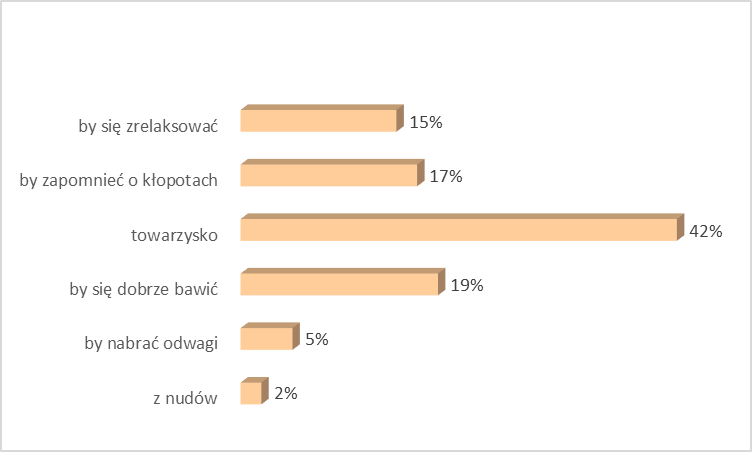 by się zrelaksować 15%
by zapomnieć o kłopotach 17%
towarzysko 42%
by się dobrze bawić 19%
by nabrać odwagi 5%
z nudów 2%